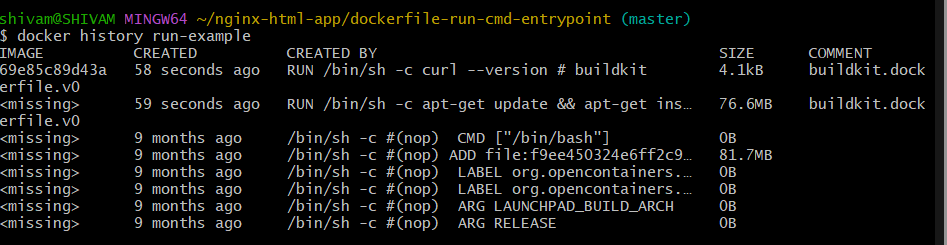 shivam@SHIVAM MINGW64 ~/nginx-html-app/dockerfile-run-cmd-entrypoint (master)
$ docker history run-example
IMAGE          CREATED          CREATED BY                                      SIZE      COMMENT
69e85c89d43a   58 seconds ago   RUN /bin/sh -c curl --version # buildkit        4.1kB     buildkit.dock
erfile.v0
<missing>      59 seconds ago   RUN /bin/sh -c apt-get update && apt-get ins…   76.6MB    buildkit.dock
erfile.v0
<missing>      9 months ago     /bin/sh -c #(nop)  CMD ["/bin/bash"]            0B
<missing>      9 months ago     /bin/sh -c #(nop) ADD file:f9ee450324e6ff2c9…   81.7MB
<missing>      9 months ago     /bin/sh -c #(nop)  LABEL org.opencontainers.…   0B
<missing>      9 months ago     /bin/sh -c #(nop)  LABEL org.opencontainers.…   0B
<missing>      9 months ago     /bin/sh -c #(nop)  ARG LAUNCHPAD_BUILD_ARCH     0B
<missing>      9 months ago     /bin/sh -c #(nop)  ARG RELEASE                  0B